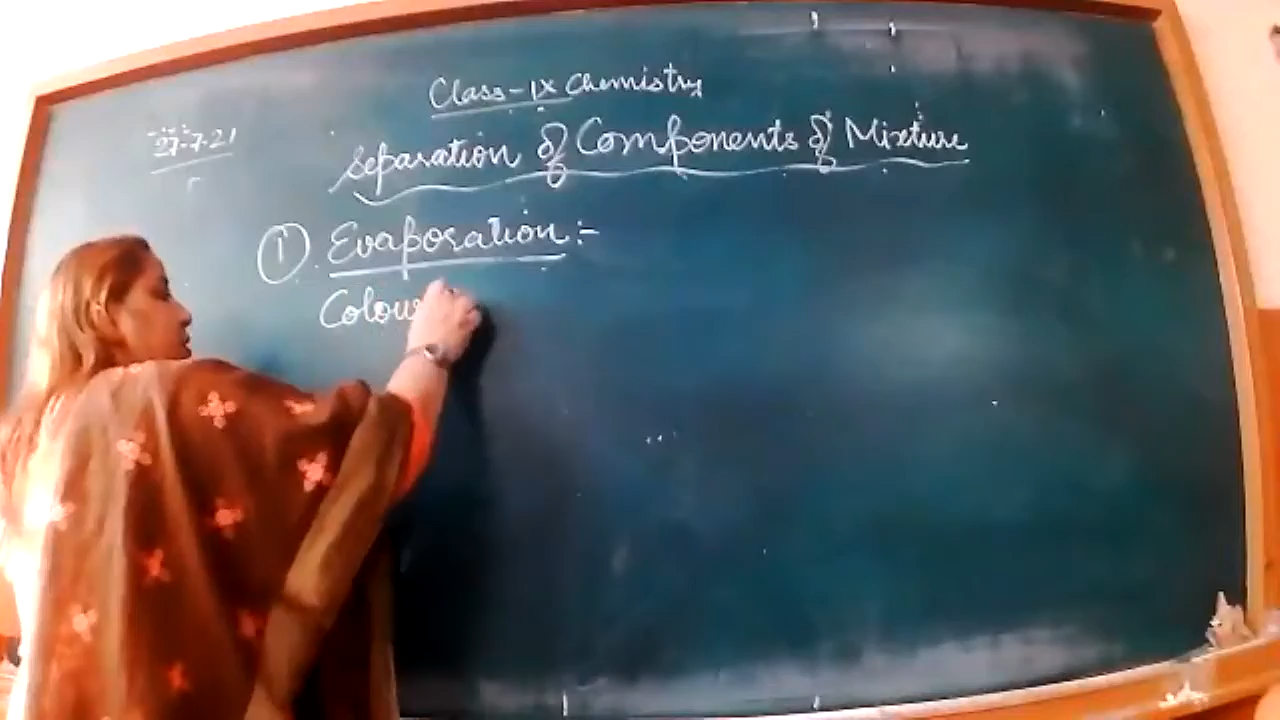 Class-IX Chemistry
27-7-21
Separation of Components of Mixture
① Evaporation :-
Colou